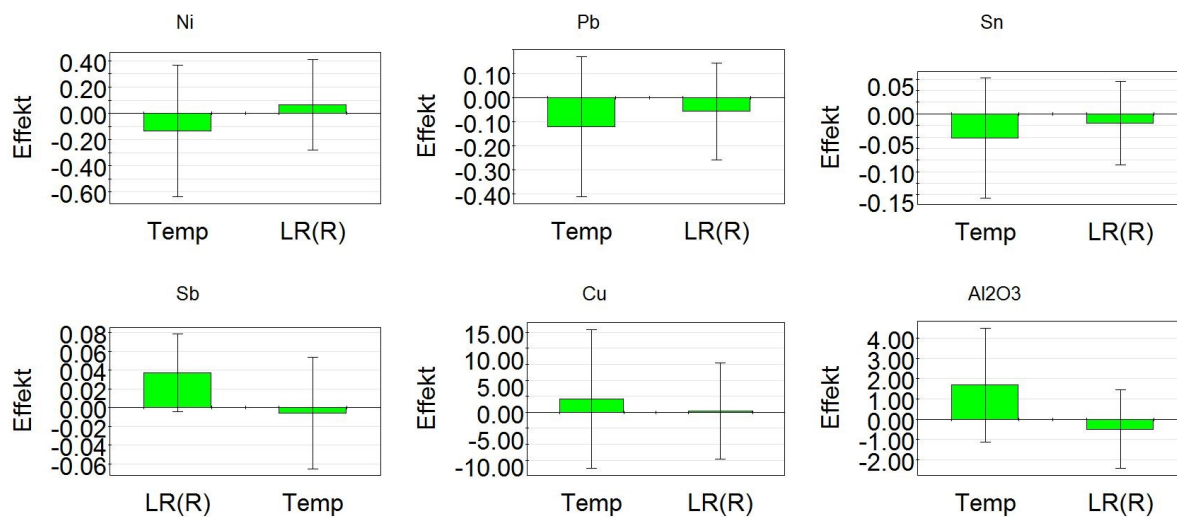 Ni
0.40
0.20
0.00
-0.20
-0.40
-0.60
Effekt
Temp LR(R)
Pb
0.10
0.00
-0.10
-0.20
-0.30
-0.40
Effekt
Temp LR(R)
Sn
0.05
0.00
-0.05
-0.10
-0.15
Effekt
Temp LR(R)
Sb
0.08
0.06
0.04
0.02
0.00
-0.02
-0.04
-0.06
Effekt
LR(R) Temp
Cu
15.00
10.00
5.00
0.00
-5.00
-10.00
Effekt
Temp LR(R)
Al2O3
4.00
3.00
2.00
1.00
0.00
-1.00
-2.00
Effekt
Temp LR(R)